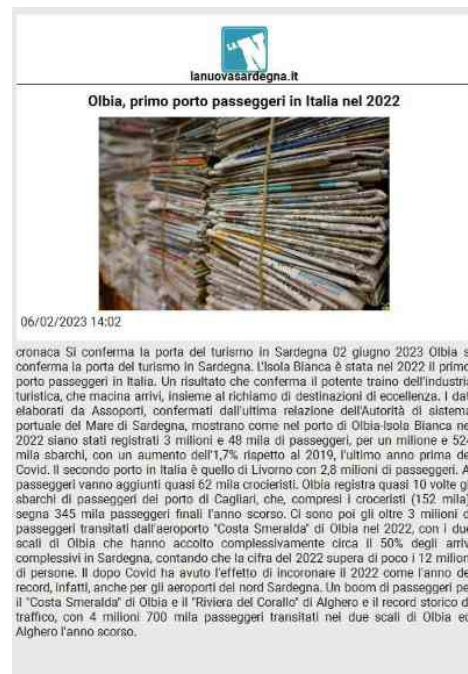 LA
N
lanuovasardegna.it
Olbia, primo porto passeggeri in Italia nel 2022
06/02/2023 14:02
cronaca Si conferma la porta del turismo in Sardegna 02 giugno 2023 Olbia s
conferma la porta del turismo in Sardegna. L'Isola Bianca è stata nel 2022 il primo
porto passeggeri in Italia. Un risultato che conferma il potente traino dell'industri
turistica, che macina arrivi, insieme al richiamo di destinazioni di eccellenza. I dat
elaborati da Assoporti, confermati dall'ultima relazione dell'Autorità di sistema
portuale del Mare di Sardegna, mostrano come nel porto di Olbia-Isola Bianca ne
2022 siano stati registrati 3 milioni e 48 mila di passeggeri, per un milione e 524
mila sbarchi, con un aumento dell'1,7% rispetto al 2019, l'ultimo anno prima de
Covid. Il secondo porto in Italia è quello di Livorno con 2,8 milioni di passeggeri. A
passeggeri vanno aggiunti quasi 62 mila crocieristi. Olbia registra quasi 10 volte gl
sbarchi di passeggeri del porto di Cagliari, che, compresi i croceristi (152 mila)
segna 345 mila passeggeri finali l'anno scorso. Ci sono poi gli oltre 3 milioni d
passeggeri transitati dall'aeroporto "Costa Smeralda" di Olbia nel 2022, con i due
scali di Olbia che hanno accolto complessivamente circa il 50% degli arriv
complessivi in Sardegna, contando che la cifra del 2022 supera di poco i 12 milion
di persone. Il dopo Covid ha avuto l'effetto di incoronare il 2022 come l'anno de
record, infatti, anche per gli aeroporti del nord Sardegna. Un boom di passeggeri pe
il "Costa Smeralda" di Olbia e il "Riviera del Corallo" di Alghero e il record storico d
traffico, con 4 milioni 700 mila passeggeri transitati nei due scali di Olbia ed
Alghero l'anno scorso.